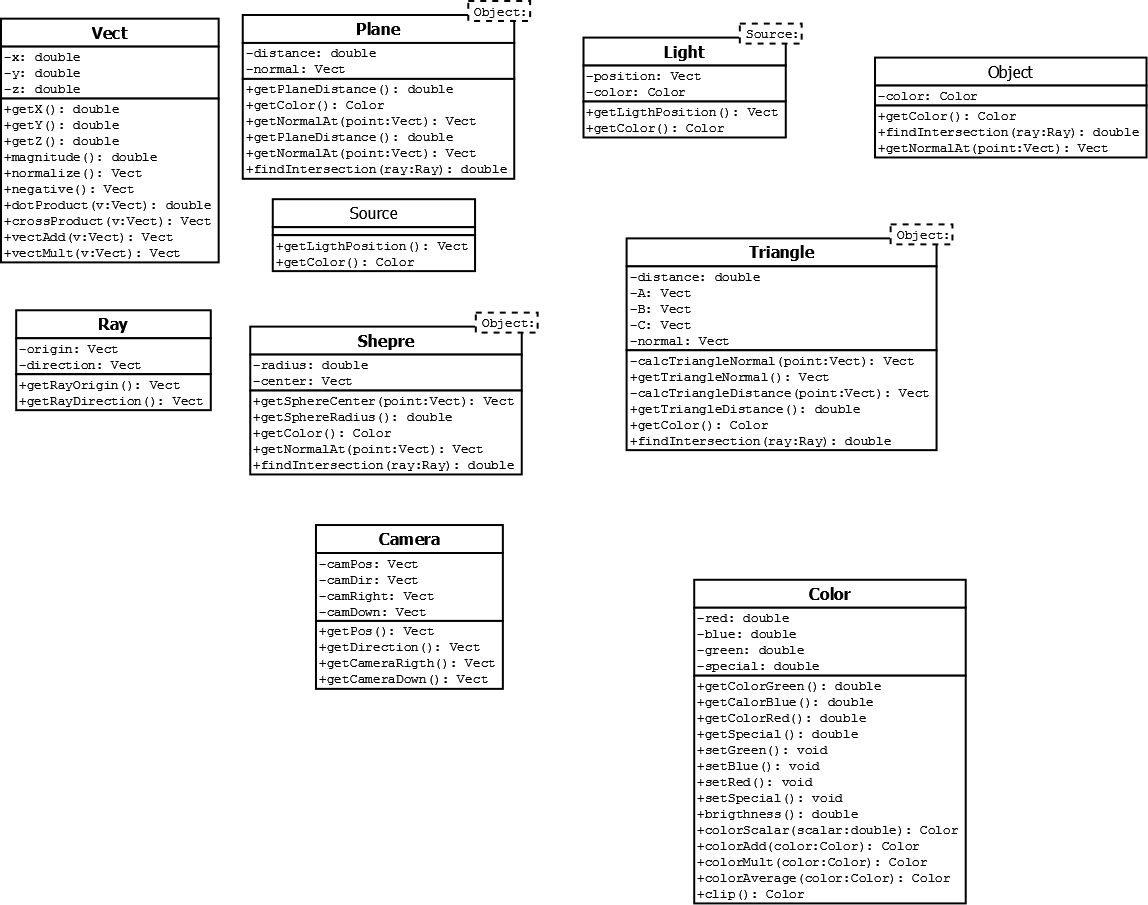 Vect
-x: double
-y: double
-z: double
+getX(): double
+getY(): double
+getZ(): double
+magnitude(): double
+normalize(): Vect
+negative(): Vect
+dotProduct(v:Vect): double
+crossProduct(v:Vect): Vect
+vectAdd(v:Vect): Vect
+vectMult(v:Vect): Vect
Object:
Plane
-distance: double
-normal: Vect
+getPlaneDistance(): double
+getColor(): Color
+getNormalAt(point:Vect): Vect
+getPlaneDistance(): double
+getNormalAt(point:Vect): Vect
+findIntersection(ray:Ray): double
Source:
Light
-position: Vect
-color: Color
+getLigthPosition(): Vect
+getColor(): Color
Object
-color: Color
+getColor(): Color
+findIntersection(ray:Ray): double
+getNormalAt(point:Vect): Vect
Source
+getLigthPosition(): Vect
+getColor(): Color
Object:
Triangle
-distance: double
-A: Vect
-B: Vect
-C: Vect
-normal: Vect
-calcTriangleNormal(point:Vect): Vect
+getTriangleNormal(): Vect
-calcTriangleDistance(point:Vect): Vect
+getTriangleDistance(): double
+getColor(): Color
+findIntersection(ray:Ray): double
Ray
-origin: Vect
-direction: Vect
+getRayOrigin(): Vect
+getRayDirection(): Vect
Object:
Shepre
-radius: double
-center: Vect
+getSphereCenter(point:Vect): Vect
+getSphereRadius(): double
+getColor(): Color
+getNormalAt(point:Vect): Vect
+findIntersection(ray:Ray): double
Camera
-camPos: Vect
-camDir: Vect
-camRight: Vect
-camDown: Vect
+getPos(): Vect
+getDirection(): Vect
+getCameraRigth(): Vect
+getCameraDown(): Vect
Color
-red: double
-blue: double
-green: double
-special: double
+getColorGreen(): double
+getCalorBlue(): double
+getColorRed(): double
+getSpecial(): double
+setGreen(): void
+setBlue(): void
+setRed(): void
+setSpecial(): void
+brigthness(): double
+colorScalar(scalar:double): Color
+colorAdd(color:Color): Color
+colorMult(color:Color): Color
+colorAverage(color:Color): Color
+clip(): Color